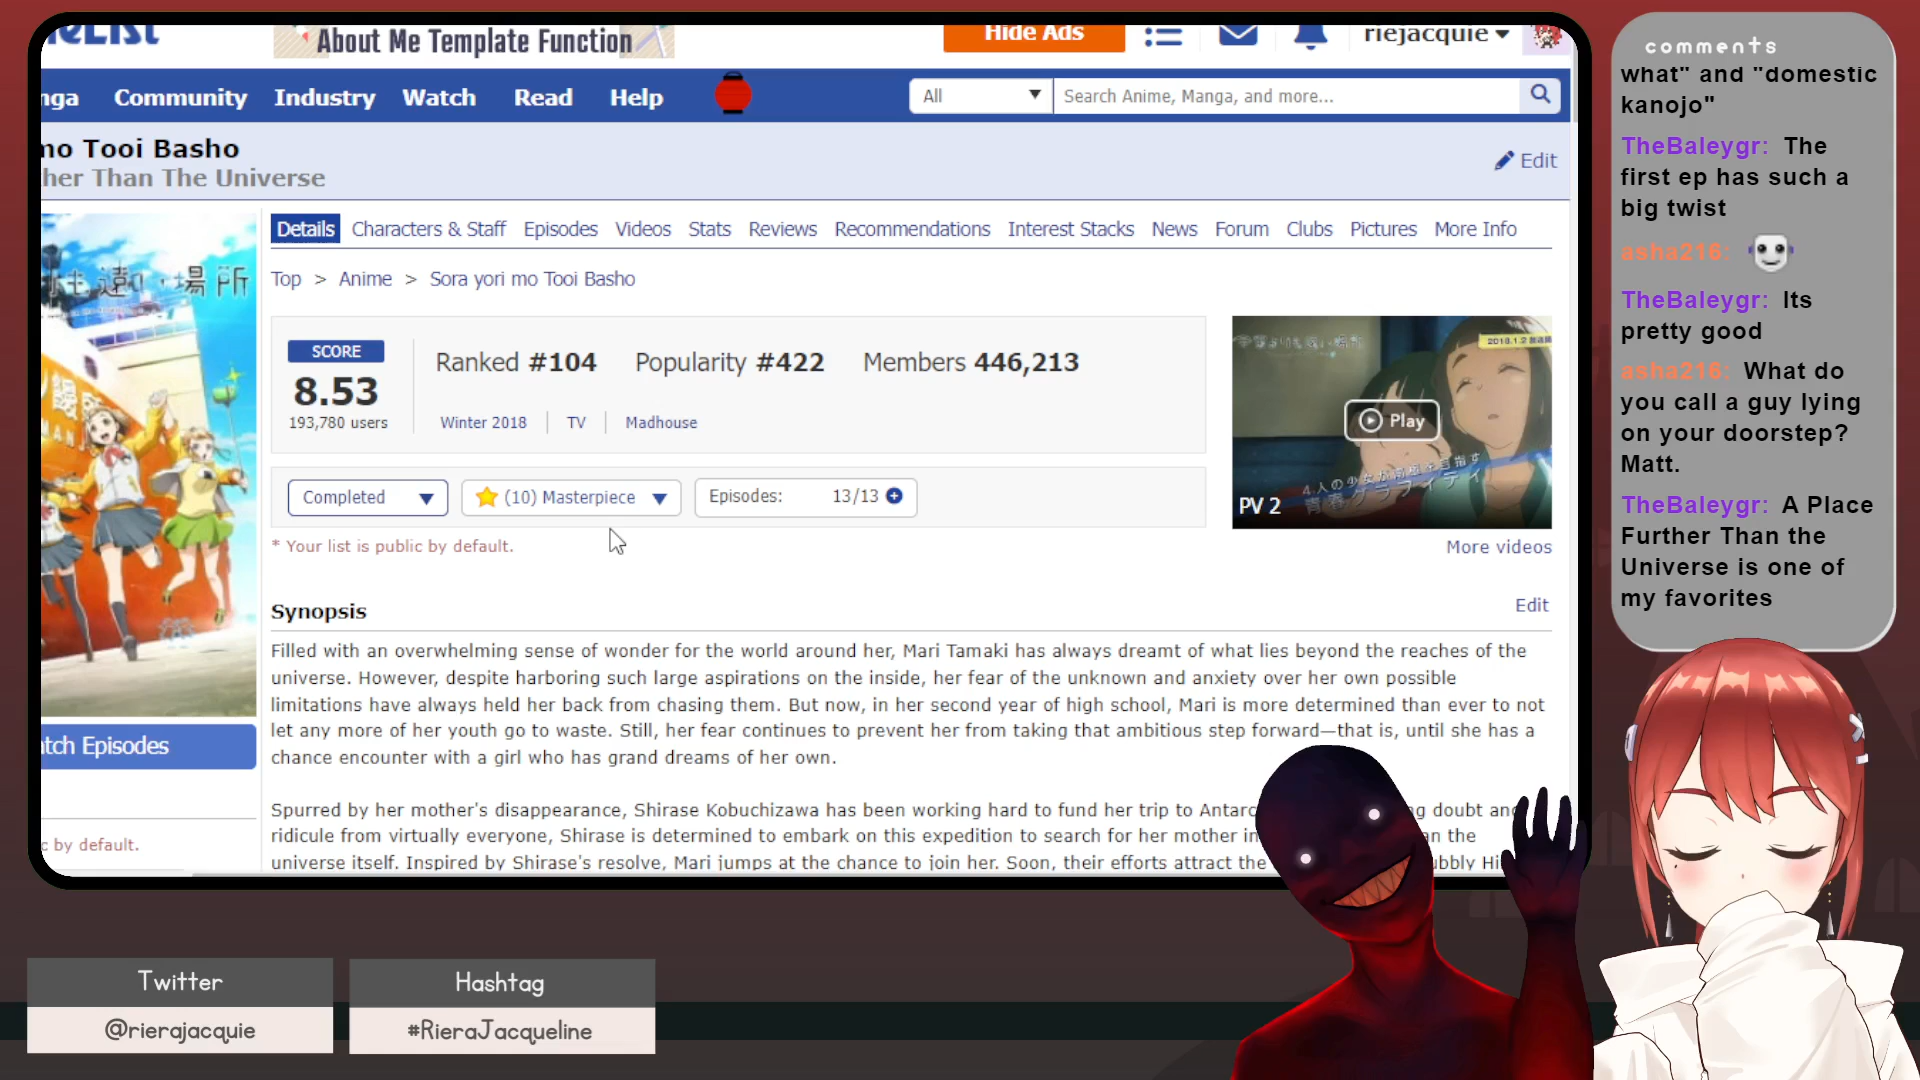 About Me Template Function
Hide Ads
riejacquie
Community Industry Watch Read Help
All
Search Anime, Manga, and more...
mo Tooi Basho
her Than The Universe
Edit
Details Characters & Staff Episodes Videos Stats Reviews Recommendations Interest Stacks News Forum Clubs Pictures More Info
Top > Anime > Sora yori mo Tooi Basho
SCORE
8.53
193,780 users
Ranked #104 Popularity #422 Members 446,213
Winter 2018 TV Madhouse
Completed
(10) Masterpiece
Episodes: 13/13
* Your list is public by default.
Play
PV 2
More videos
Synopsis
Edit
Filled with an overwhelming sense of wonder for the world around her, Mari Tamaki has always dreamt of what lies beyond the reaches of the
universe. However, despite harboring such large aspirations on the inside, her fear of the unknown and anxiety over her own possible
limitations have always held her back from chasing them. But now, in her second year of high school, Mari is more determined than ever to not
let any more of her youth go to waste. Still, her fear continues to prevent her from taking that ambitious step forward—that is, until she has a
chance encounter with a girl who has grand dreams of her own.
Spurred by her mother's disappearance, Shirase Kobuchizawa has been working hard to fund her trip to doubt and
ridicule from virtually everyone, Shirase is determined to embark on this expedition to search for her mother in the
universe itself. Inspired by Shirase's resolve, Mari jumps at the chance to join her. Soon, their efforts attract the
Episodes
by default.
comments
what" and "domestic
kanojo"
TheBaleygr: The
first ep has such a
big twist
asha216:
TheBaleygr: Its
pretty good
asha216: What do
you call a guy lying
on your doorstep?
Matt.
TheBaleygr: A Place
Further Than the
Universe is one of
my favorites
Twitter
@rierajacquie
Hashtag
#RieraJacqueline